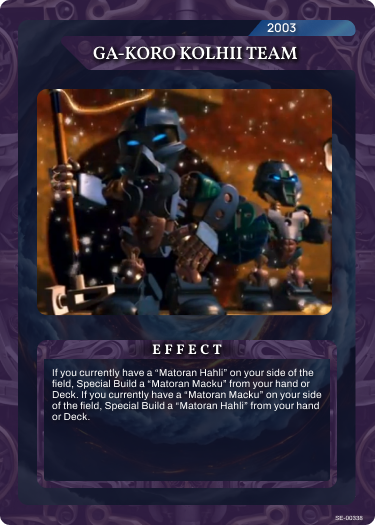 2003
GA-KORO KOLHII TEAM
EFFECT
If you currently have a “Matoran Hahli” on your side of the
field, Special Build a “Matoran Macku” from your hand or
Deck. If you currently have a “Matoran Macku” on your side
of the field, Special Build a “Matoran Hahli” from your hand
or Deck.
SE-00338